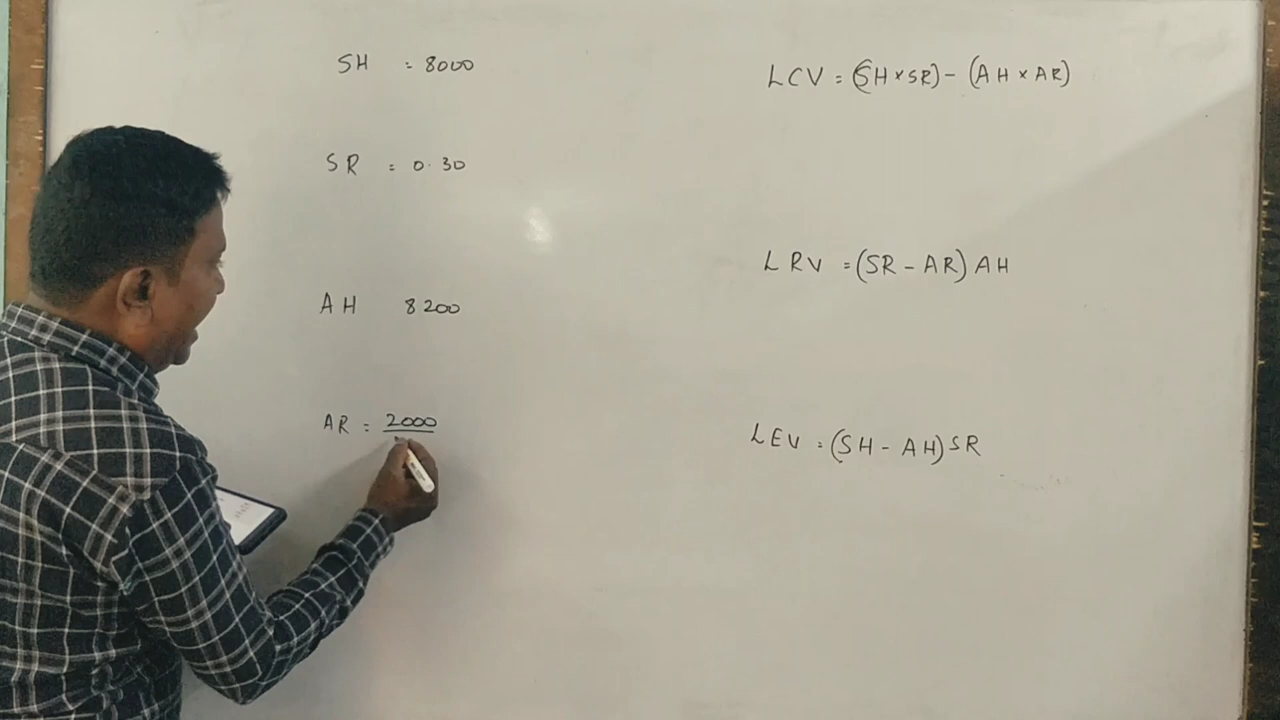 SH = 8000
SR = 0.30
AH 8200
AR = 2000
LCV = (SH × SR) - (AH × AR)
LRV = (SR - AR) AH
LEV = (SH - AH) SR